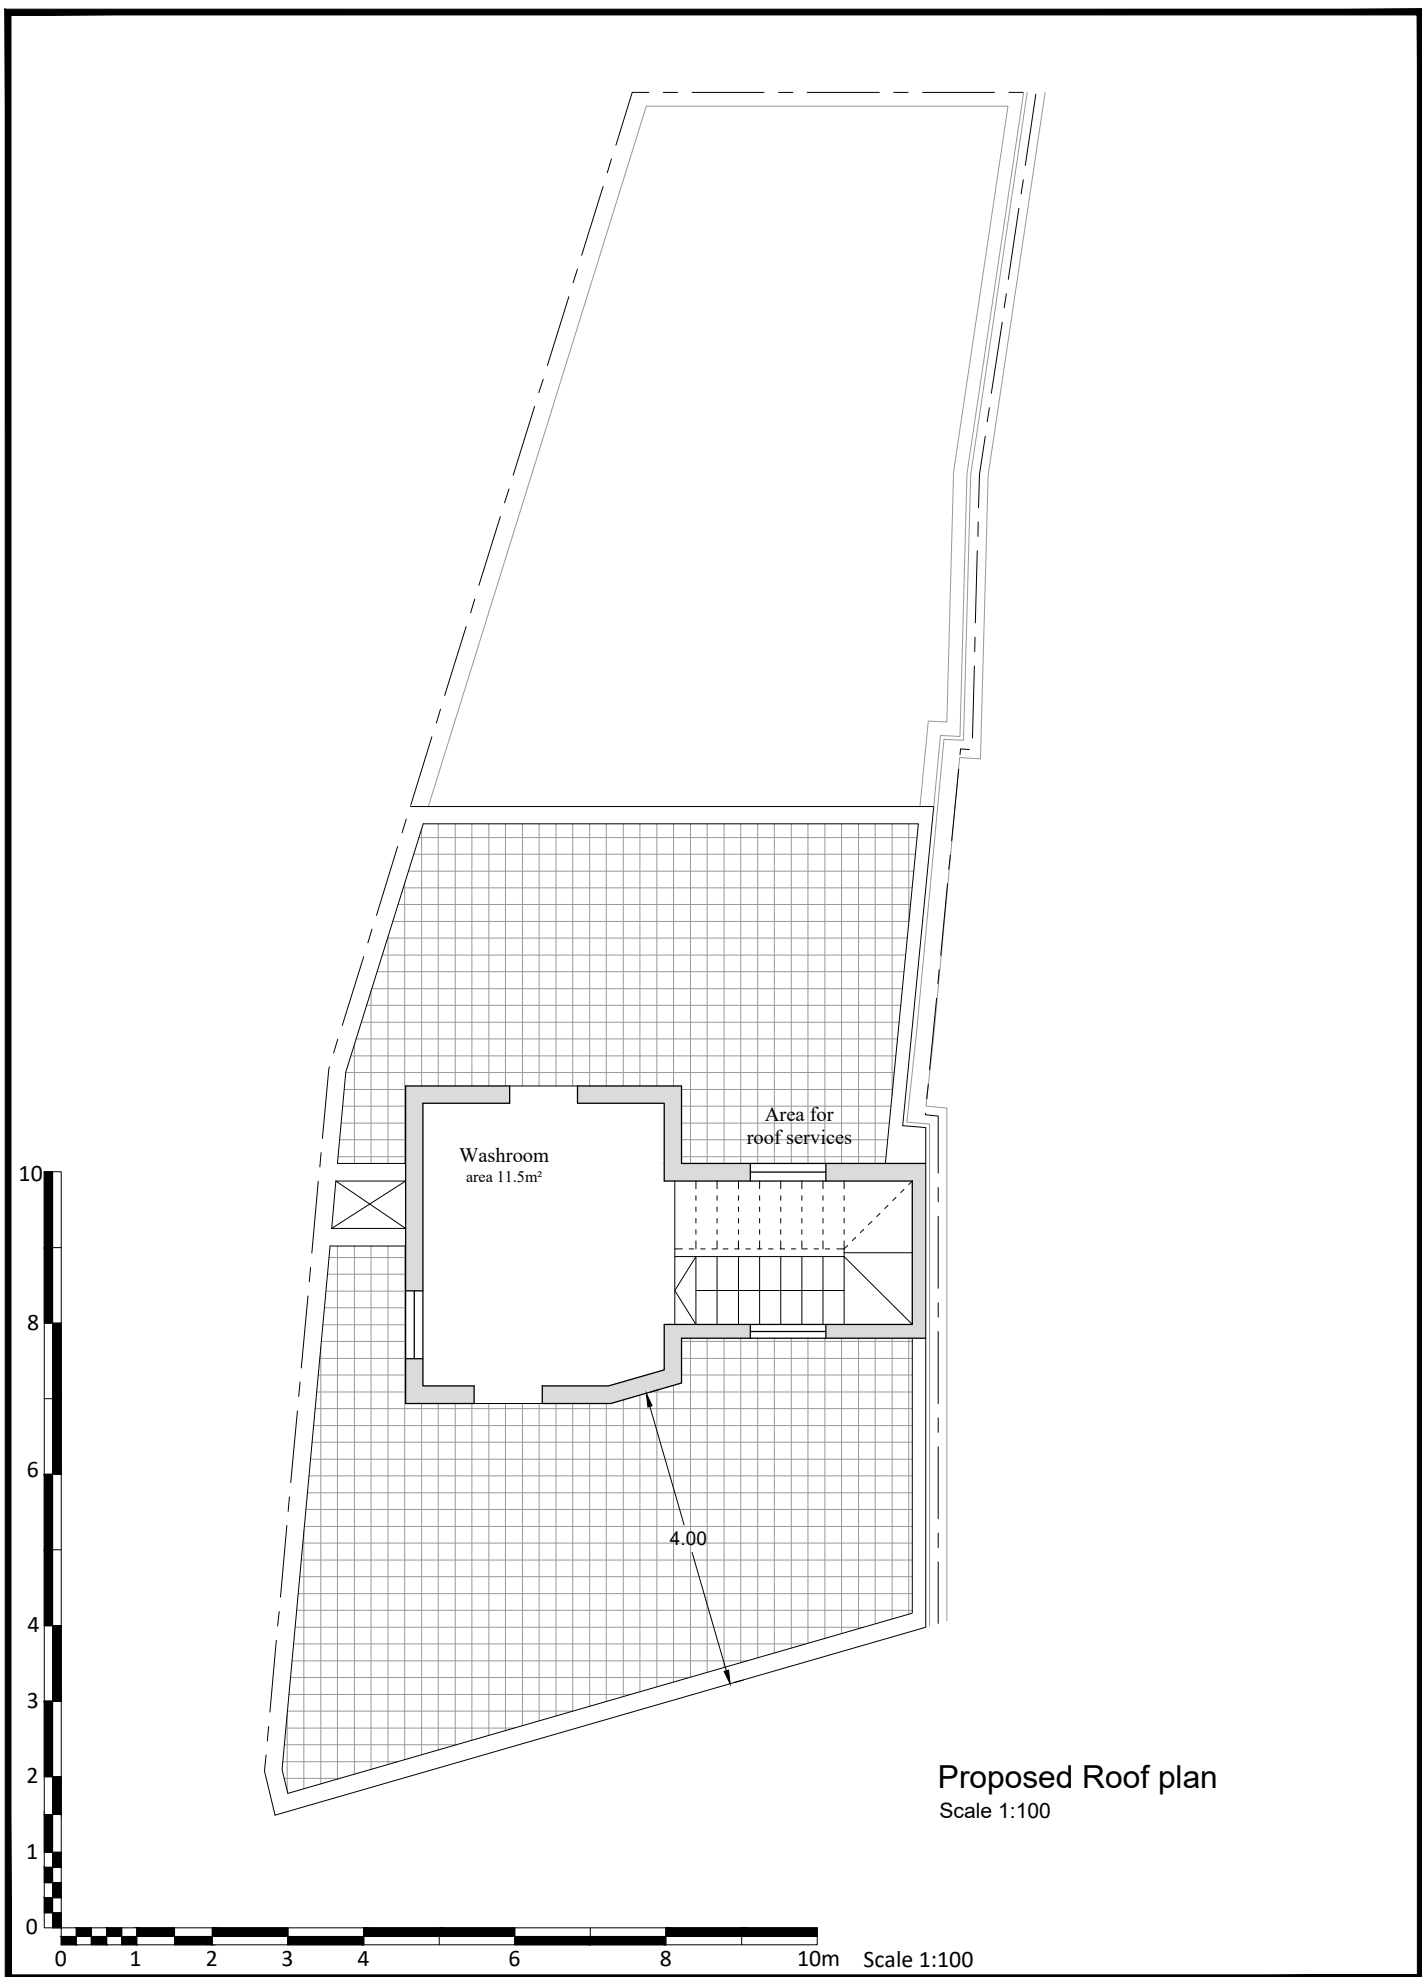 Area for
roof services
Washroom
area 11.5m²
10
8
6
4.00
4
3
2
1
0
Proposed Roof plan
Scale 1:100
0 1 2 3 4 6 8 10m Scale 1:100